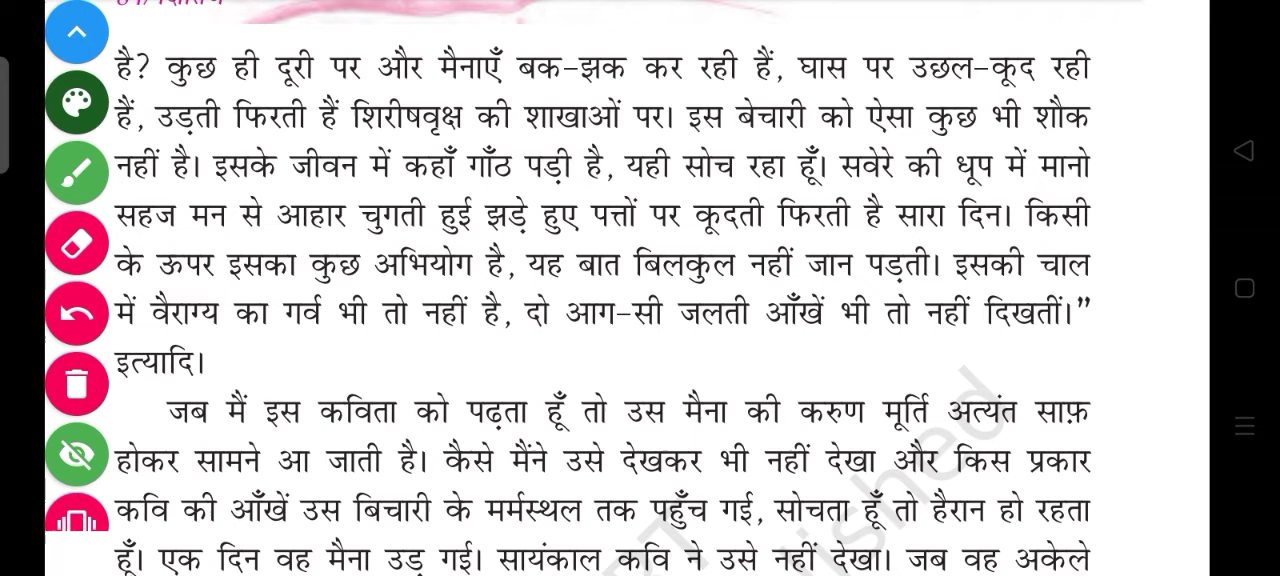 है? कुछ ही दूरी पर और मैनाएँ बक-झक कर रही हैं, घास पर उछल-कूद रही
हैं, उड़ती फिरती हैं शिरीषवृक्ष की शाखाओं पर। इस बेचारी को ऐसा कुछ भी शौक
नहीं है। इसके जीवन में कहाँ गाँठ पड़ी है, यही सोच रहा हूँ। सवेरे की धूप में मानो
सहज मन से आहार चुगती हुई झड़े हुए पत्तों पर कूदती फिरती है सारा दिन। किसी
के ऊपर इसका कुछ अभियोग है, यह बात बिलकुल नहीं जान पड़ती। इसकी चाल
में वैराग्य का गर्व भी तो नहीं है, दो आग-सी जलती आँखें भी तो नहीं दिखतीं।”
इत्यादि।
जब मैं इस कविता को पढ़ता हूँ तो उस मैना की करुण मूर्ति अत्यंत साफ़
होकर सामने आ जाती है। कैसे मैंने उसे देखकर भी नहीं देखा और किस प्रकार
कवि की आँखें उस बिचारी के मर्मस्थल तक पहुँच गई, सोचता हूँ तो हैरान हो रहता
हूँ। एक दिन वह मैना उड़ गई। सायंकाल कवि ने उसे नहीं देखा। जब वह अकेले